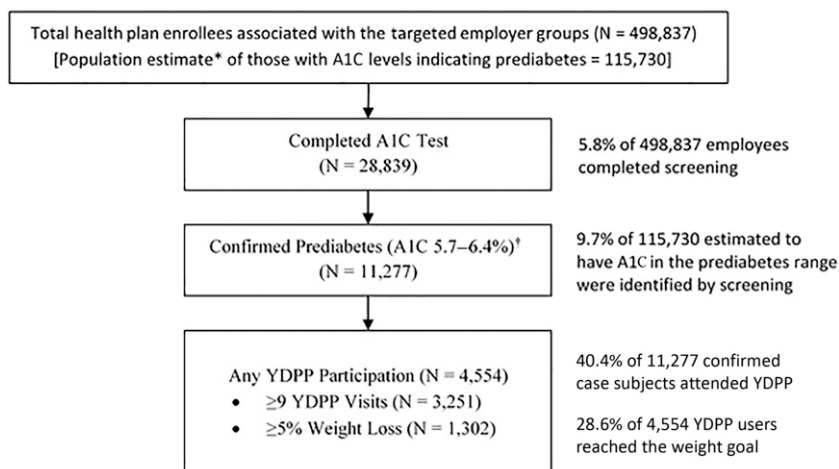 Total health plan enrollees associated with the targeted employer groups (N = 498,837)
[Population estimate* of those with A1C levels indicating prediabetes = 115,730]
Completed A1C Test
(N = 28,839)
5.8% of 498,837 employees
completed screening
Confirmed Prediabetes (A1C 5.7–6.4%)†
(N = 11,277)
9.7% of 115,730 estimated to
have A1C in the prediabetes range
were identified by screening
Any YDPP Participation (N = 4,554)
• ≥9 YDPP Visits (N = 3,251)
• ≥5% Weight Loss (N = 1,302)
40.4% of 11,277 confirmed
case subjects attended YDPP
28.6% of 4,554 YDPP users
reached the weight goal